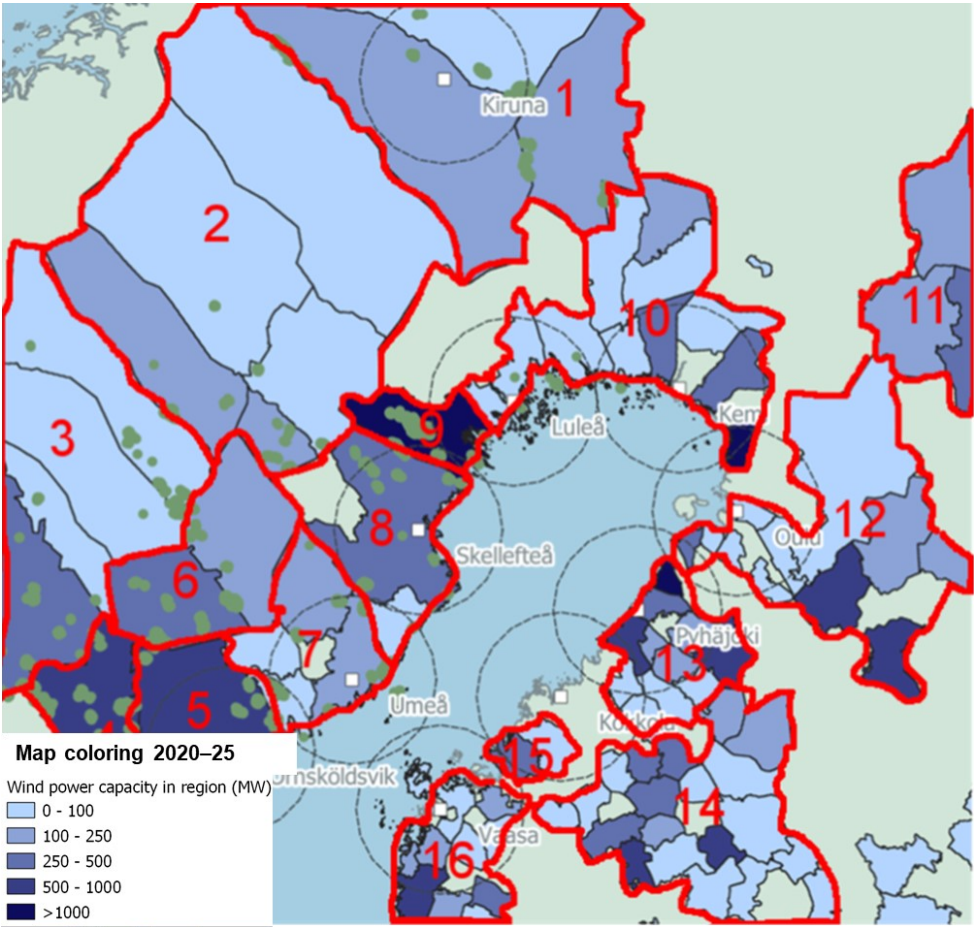 Kiruna
1
2
10
11
3
9
Luleå
Kem
8
Skellefteå
12
Oulu
6
7
Pyhäjoki
13
5
Umeå
Kokkola
15
Map coloring 2020–25
Wind power capacity in region (MW)
0 - 100
100 - 250
250 - 500
500 - 1000
>1000
rnsköldsvik
14
Vaasa
16